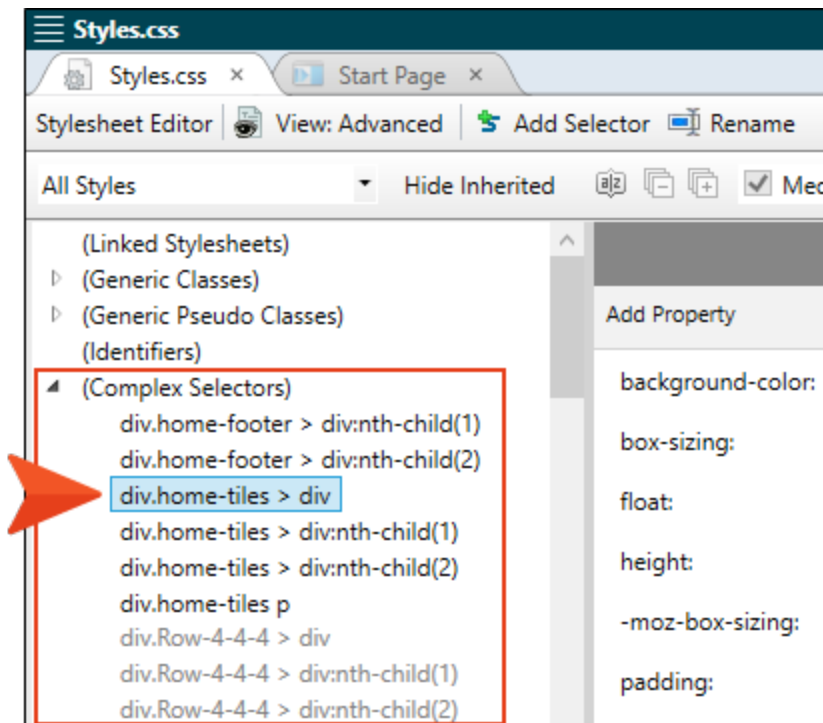 Styles.css
Styles.css × Start Page ×
Stylesheet Editor View: Advanced Add Selector Rename
All Styles Hide Inherited a z Med
(Linked Stylesheets)
(Generic Classes)
(Generic Pseudo Classes)
(Identifiers)
(Complex Selectors)
div.home-footer > div:nth-child(1)
div.home-footer > div:nth-child(2)
div.home-tiles > div
div.home-tiles > div:nth-child(1)
div.home-tiles > div:nth-child(2)
div.home-tiles p
div.Row-4-4-4 > div
div.Row-4-4-4 > div:nth-child(1)
div.Row-4-4-4 > div:nth-child(2)
Add Property
background-color:
box-sizing:
float:
height:
-moz-box-sizing:
padding: